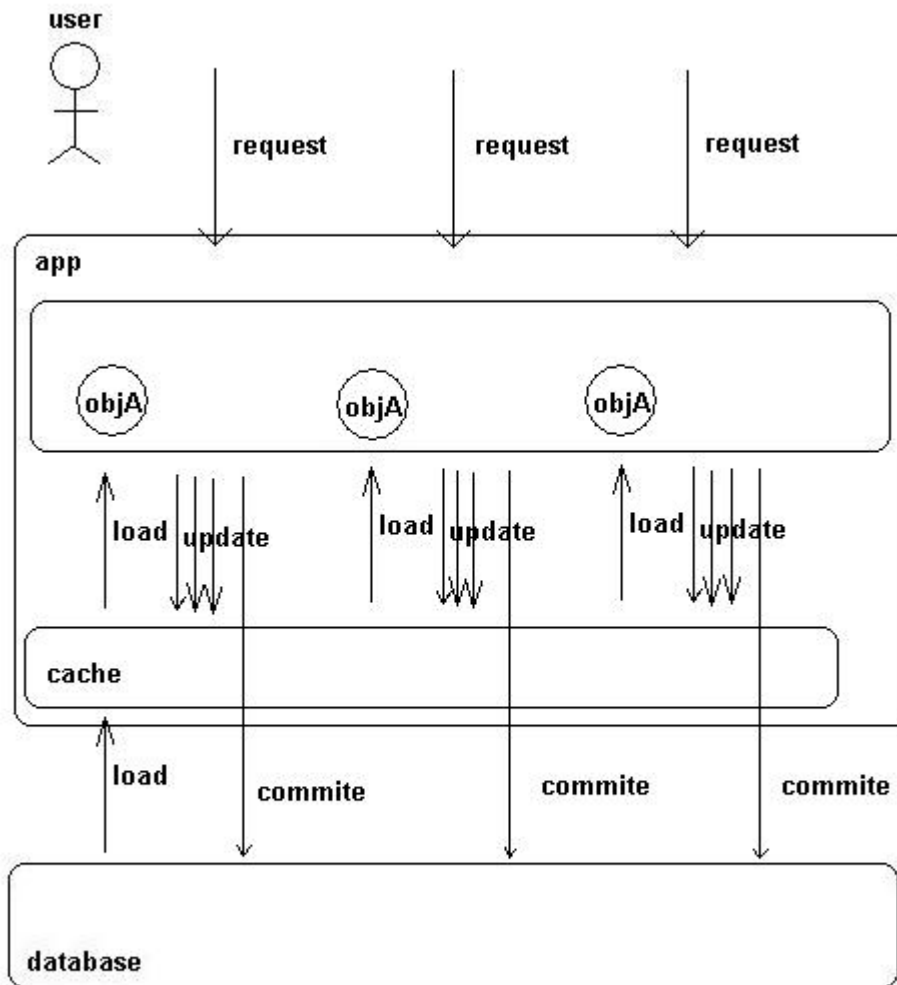 user
request
request
request
app
objA
objA
objA
load
update
load
update
load
update
cache
load
commite
commite
commite
database